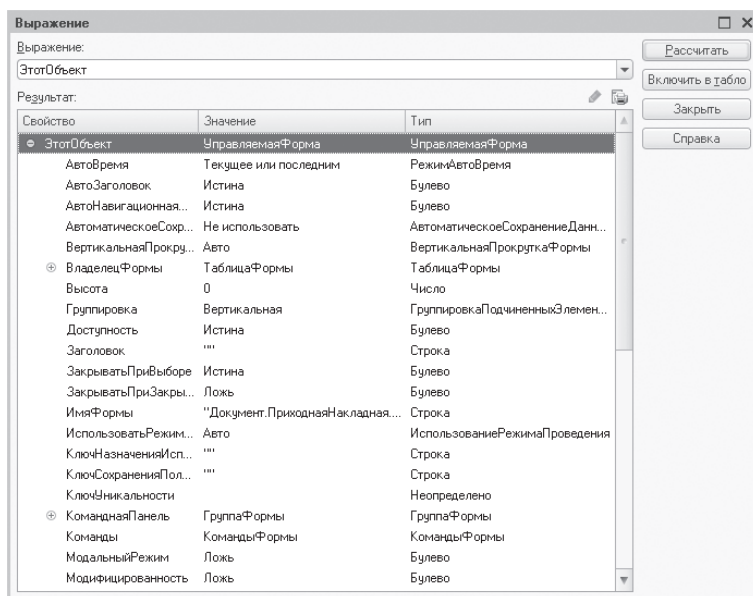 Выражение
Выражение:
ЭтотОбъект
Рассчитать
Включить в табло
Закрыть
Справка
Результат:
Свойство Значение Тип
ЭтотОбъект УправляемаяФорма УправляемаяФорма
АвтоВремя Текущее или последним РежимАвтоВремя
АвтоЗаголовок Истина Булево
АвтоНавигационная... Истина Булево
АвтоматическоеСохр... Не использовать АвтоматическоеСохранениеДанн...
ВертикальнаяПрокру... Авто ВертикальнаяПрокруткаФормы
ВладелецФормы ТаблицаФормы ТаблицаФормы
Высота 0 Число
Группировка Вертикальная ГруппировкаПодчиненныхЭлемен...
Доступность Истина Булево
Заголовок "" Строка
ЗакрыватьПриВыборе Истина Булево
ЗакрыватьПриЗакры... Ложь Булево
ИмяФормы "Документ.ПриходнаяНакладная.... Строка
ИспользоватьРежим... Авто ИспользованиеРежимаПроведения
КлючНазначенияИсп... "" Строка
КлючСохраненияПол... "" Строка
КлючУникальности Неопределено
КоманднаяПанель ГруппаФормы ГруппаФормы
Команды КомандыФормы КомандыФормы
МодальныйРежим Ложь Булево
Модифицированность Ложь Булево